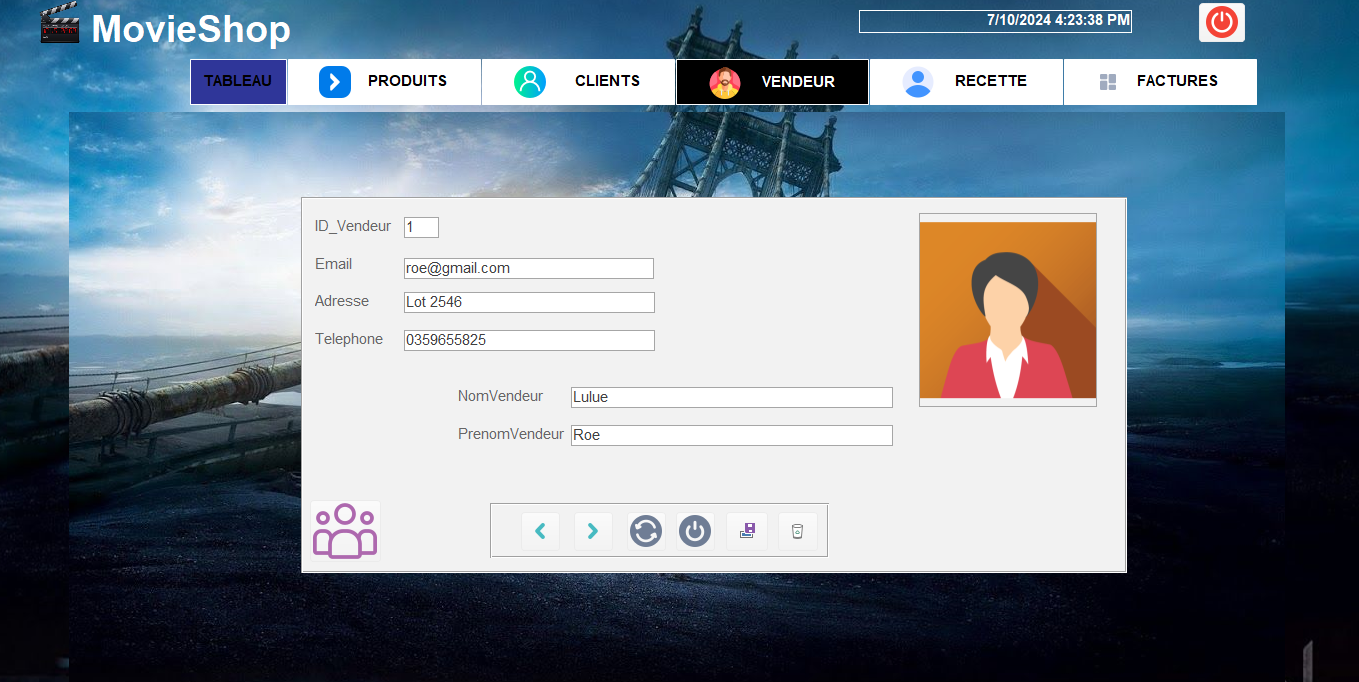 MovieShop
7/10/2024 4:23:38 PM
TABLEAU
PRODUITS
CLIENTS
VENDEUR
RECETTE
FACTURES
ID_Vendeur 1
Email roe@gmail.com
Adresse Lot 2546
Telephone 0359655825
NomVendeur Lulue
PrenomVendeur Roe